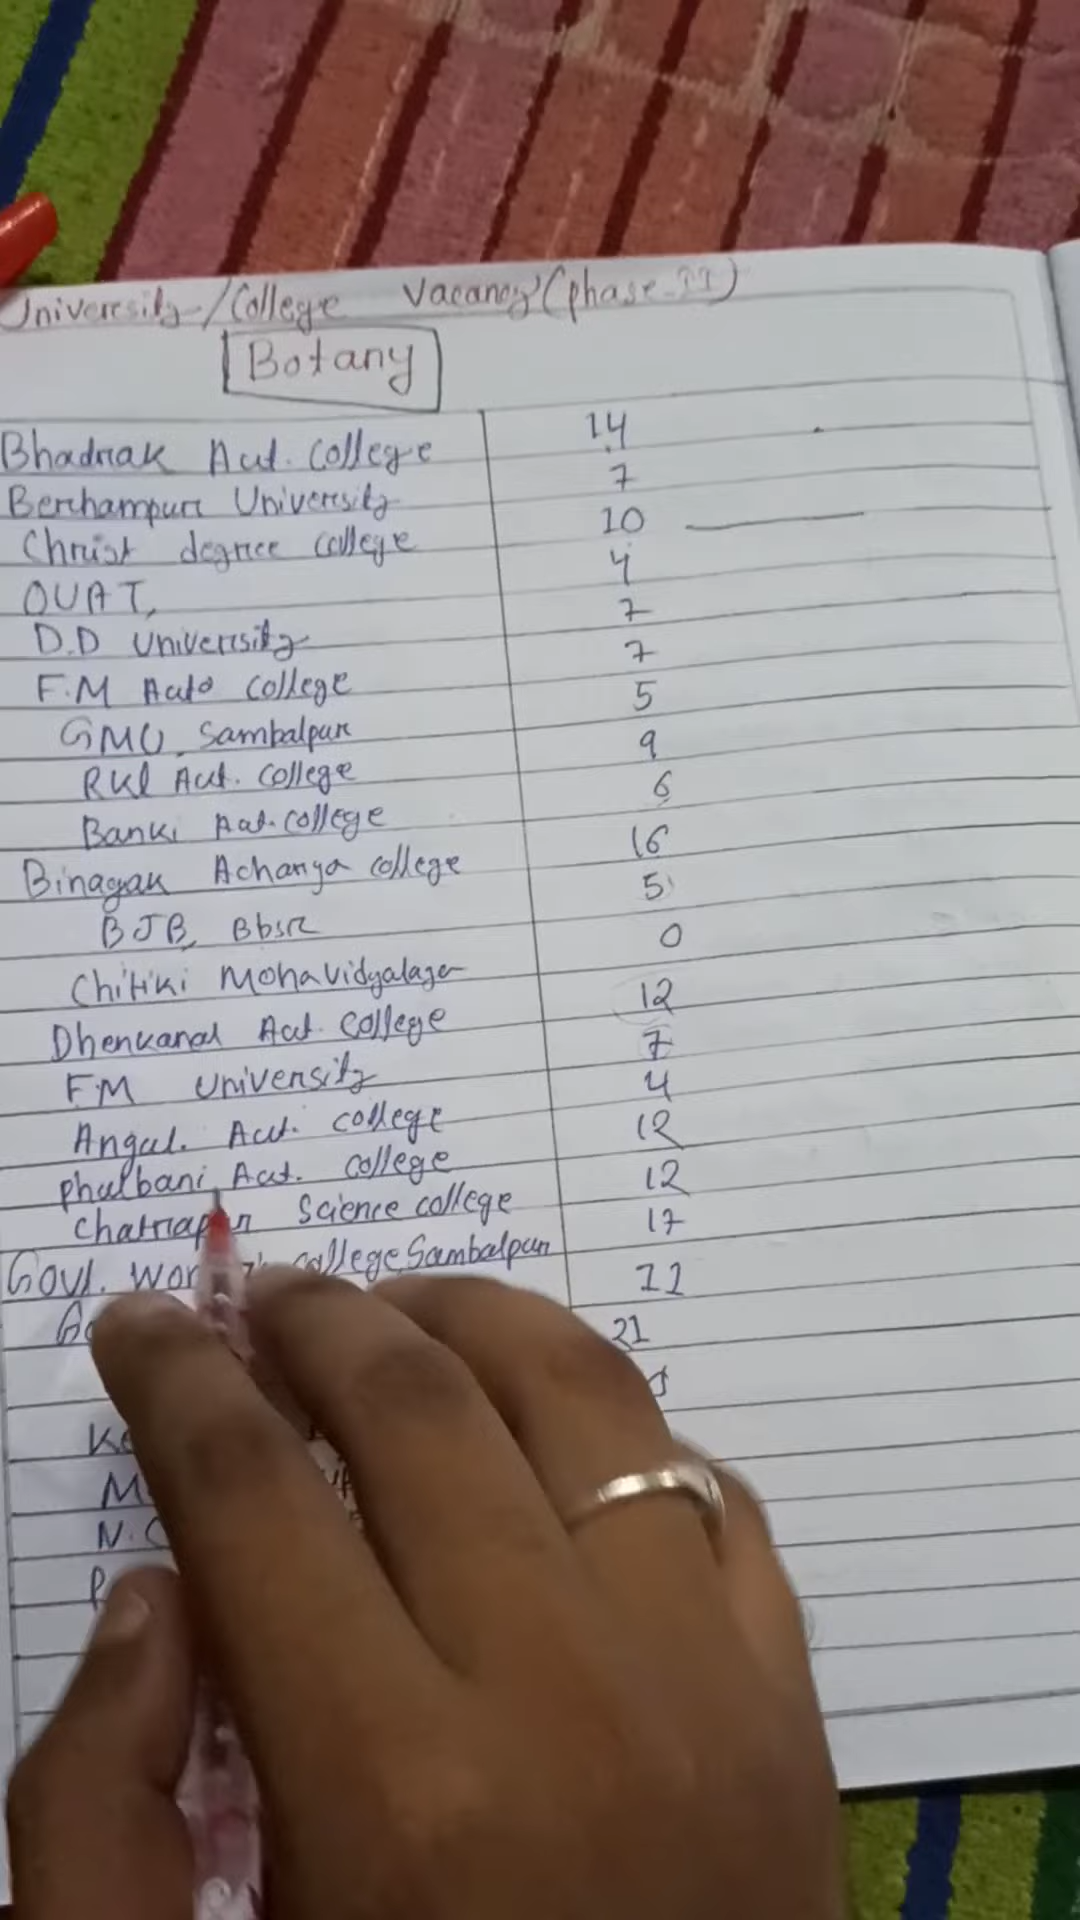 University/College Vacancy (phase-II)
Botany
Bhadrak Aut. College 14
Berhampur University 7
Christ degree College 10
OUAT, 4
D.D University 7
F.M Auto College 7
GMU, Sambalpur 5
RKL Aut. College 9
Banki Aut. College 6
Binayak Acharya College 16
BJB, Bbsr 5
Chitiki Mohavidyalaya 0
Dhenkanal Aut. College 12
FM University 7
Angul. Aut. College 4
Phulbani Aut. College 12
Chatrapur Science college 12
Govt. College Sambalpur 17
11
21